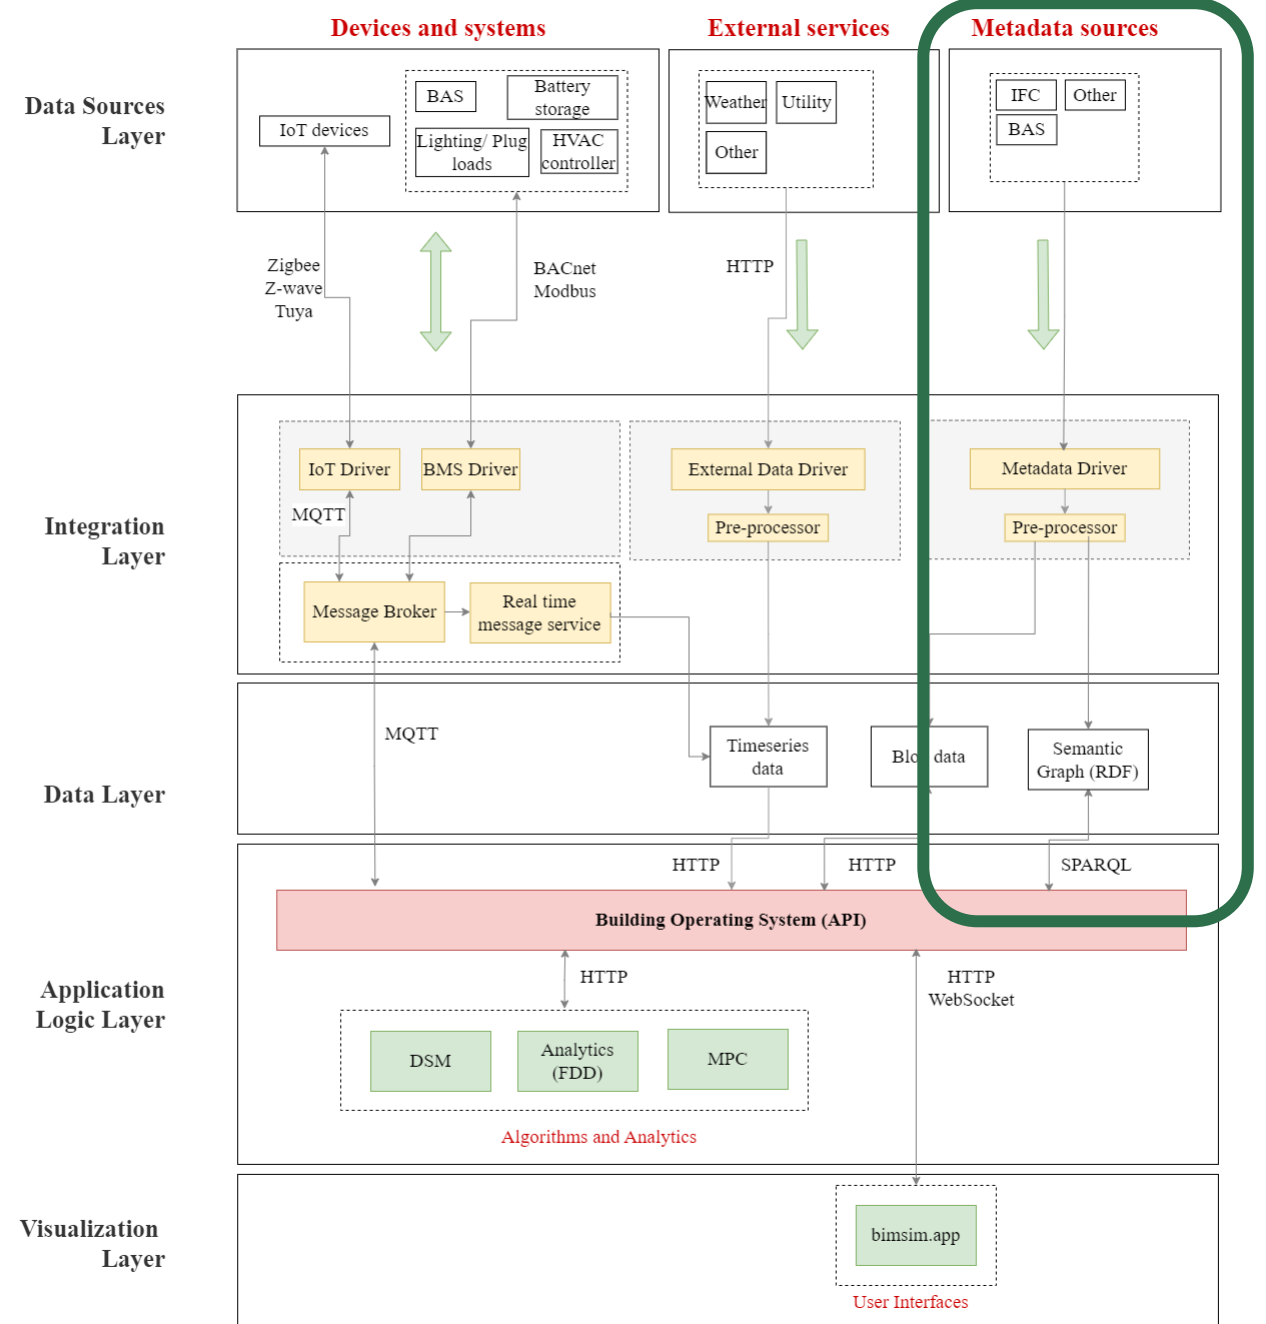 Devices and systems
External services
Metadata sources
Data Sources
Layer
IoT devices
BAS
Battery
storage
Lighting/ Plug
loads
HVAC
controller
Weather
Utility
Other
IFC
Other
BAS
Zigbee
Z-wave
Tuya
BACnet
Modbus
HTTP
Integration
Layer
IoT Driver
BMS Driver
External Data Driver
Metadata Driver
MQTT
Pre-processor
Pre-processor
Message Broker
Real time
message service
Data Layer
MQTT
Timeseries
data
Blob data
Semantic
Graph (RDF)
HTTP
HTTP
SPARQL
Building Operating System (API)
Application
Logic Layer
HTTP
HTTP
WebSocket
DSM
Analytics
(FDD)
MPC
Algorithms and Analytics
Visualization
Layer
bimsim.app
User Interfaces